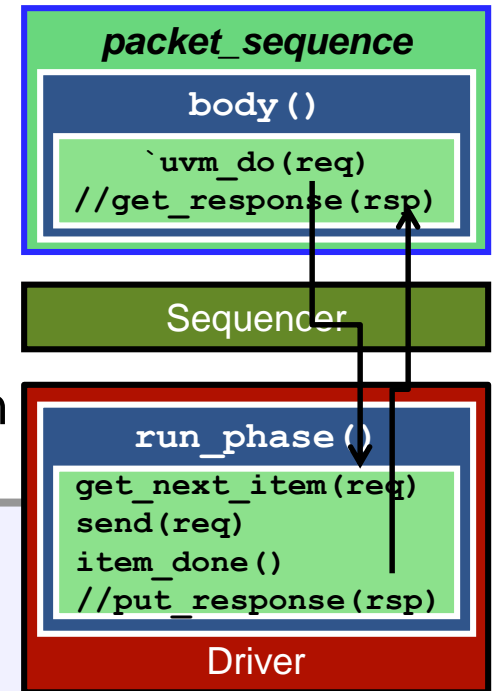 packet_sequence
body()
`uvm_do(req)
//get_response(rsp)
Sequencer
n
run_phase()
get_next_item(req)
send(req)
item_done()
//put_response(rsp)
Driver